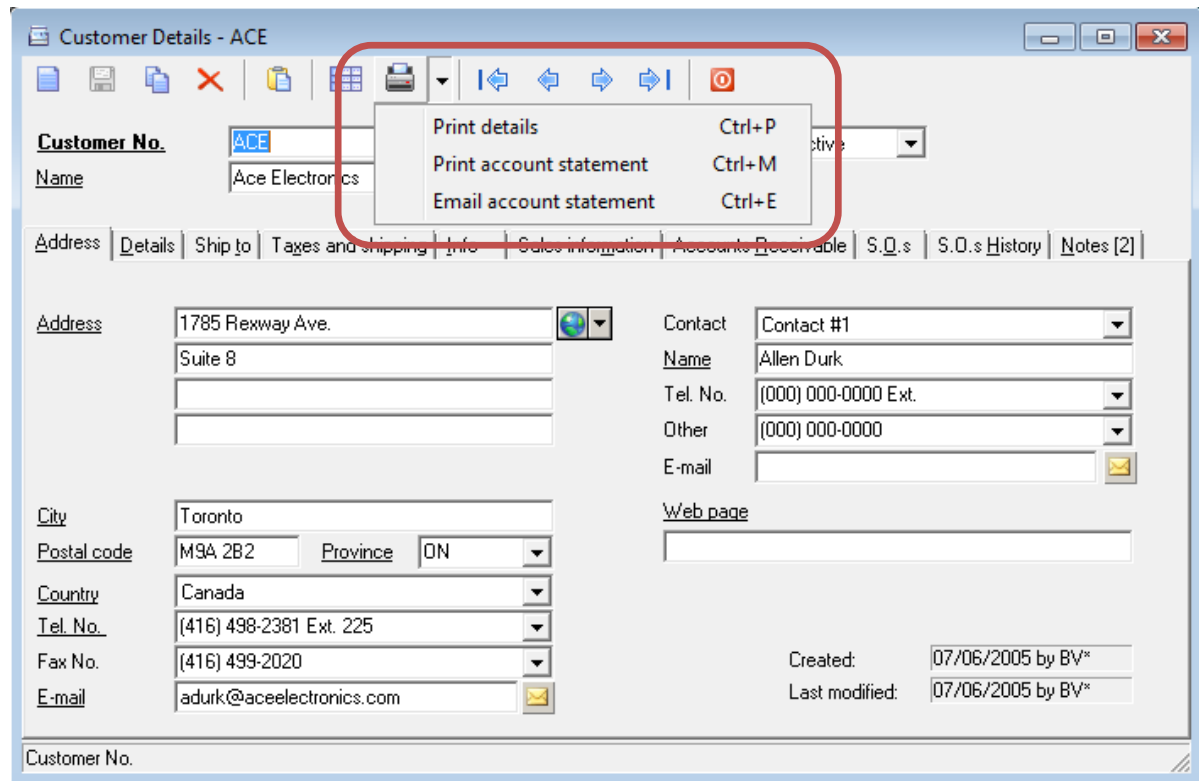 Customer Details - ACE
Print details Ctrl+P
Customer No. ACE
Print account statement Ctrl+M
Name Ace Electronics
Email account statement Ctrl+E
Address Details Ship to Taxes and shipping Info Sales information Accounts Receivable S.O.s S.O.s History Notes [2]
Address 1785 Rexway Ave. Contact Contact #1
Suite 8 Name Allen Durk
Tel. No. (000) 000-0000 Ext.
Other (000) 000-0000
E-mail
City Toronto Web page
Postal code M9A 2B2 Province ON
Country Canada
Tel. No. (416) 498-2381 Ext. 225
Fax No. (416) 499-2020 Created: 07/06/2005 by BV*
E-mail adurk@aceelectronics.com Last modified: 07/06/2005 by BV*
Customer No.